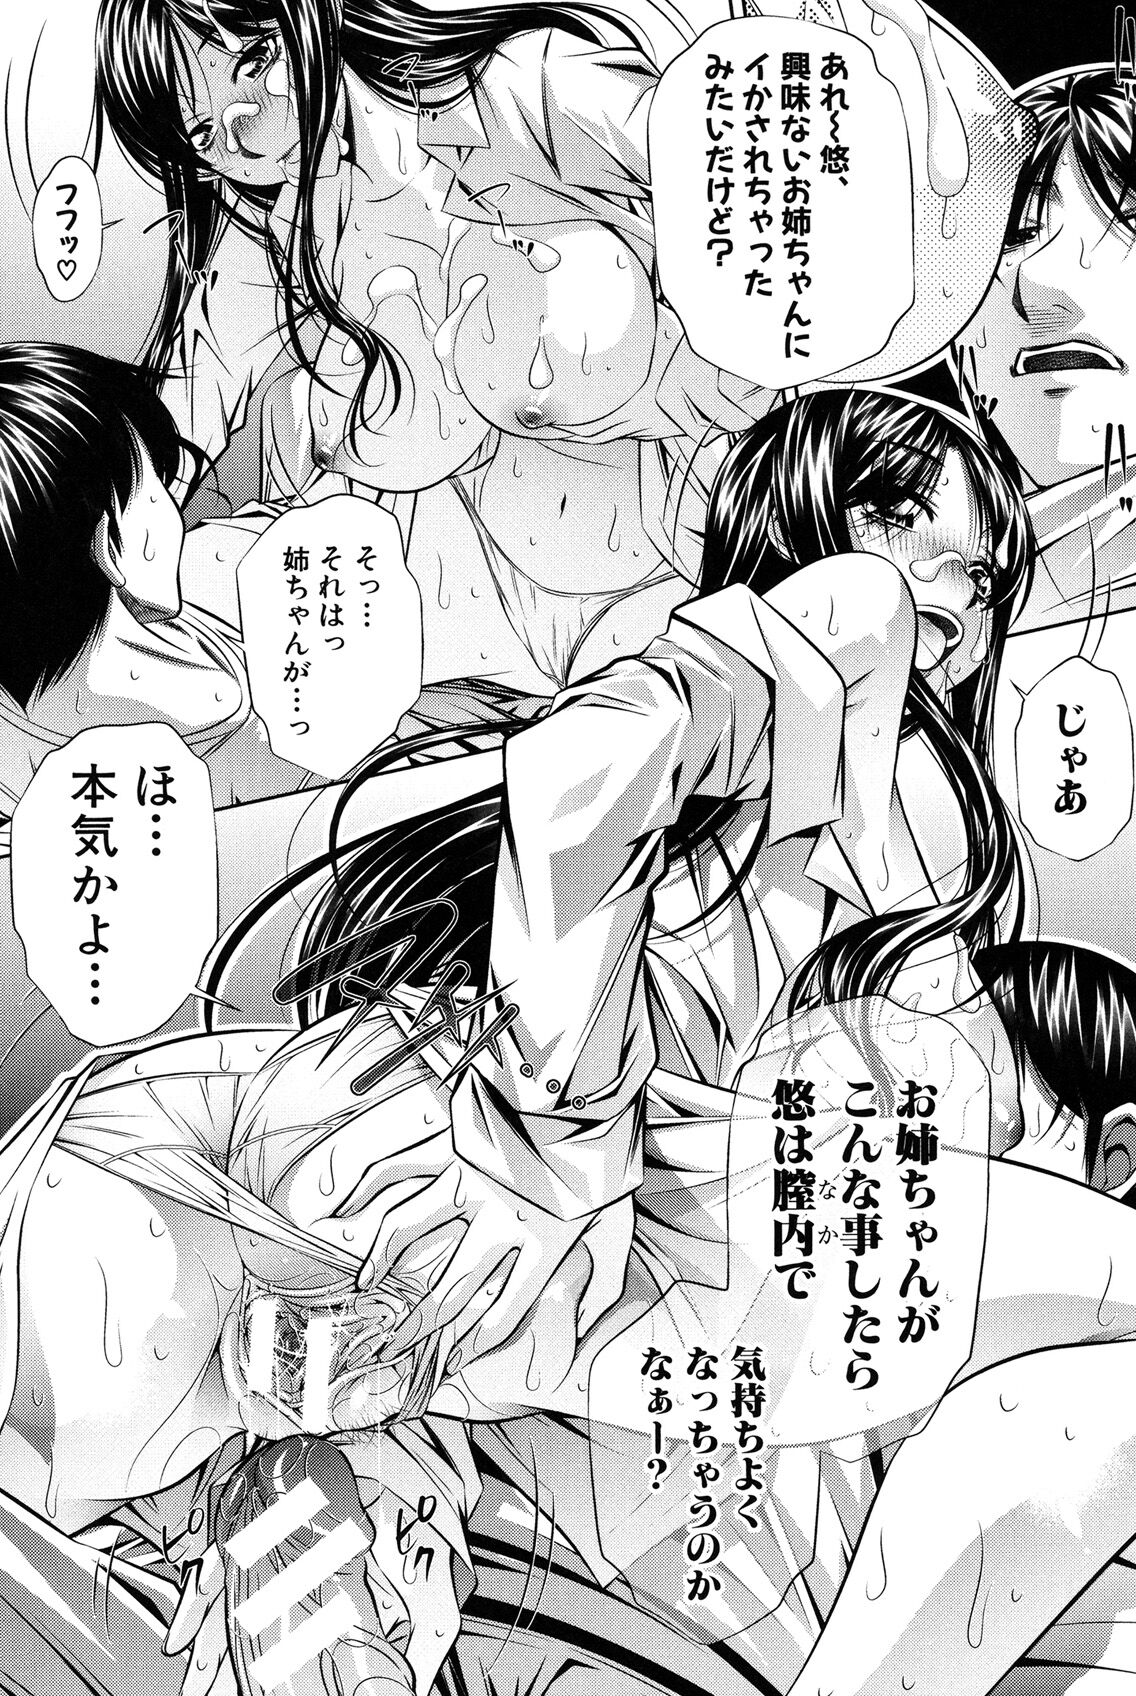 あれ～悠、
興味ないお姉ちゃんに
イかされちゃった
みたいだけど？
フフッ♡
そっ…
それはっ
姉ちゃんが…っ
じゃあ
ほ…
本気かよ…
お姉ちゃんが
こんな事したら
悠は膣内で
なか
気持ちよく
なっちゃうのか
なぁー？
ピク
ピク